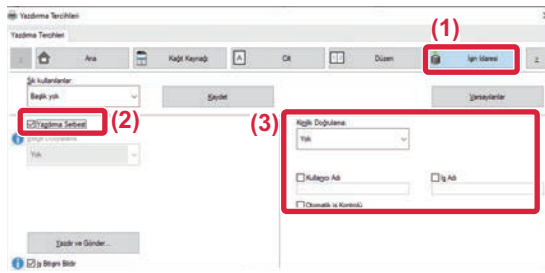 Yazdırma Tercihleri
Yazdırma Tercihleri
(1)
Ana
Kağıt Kaynağı
A
Cilt
Düzen
İşin İdaresi
Sık kullanılanlar:
Başlık yok
Kaydet
Varsayılanlar
Yazdırma Serbest
(2)
(3)
Kimlik Doğrulama:
Yok
Yok
Kullanıcı Adı
İş Adı
Otomatik İş Kontrolü
Yazdır ve Gönder...
İş Bitişini Bildir